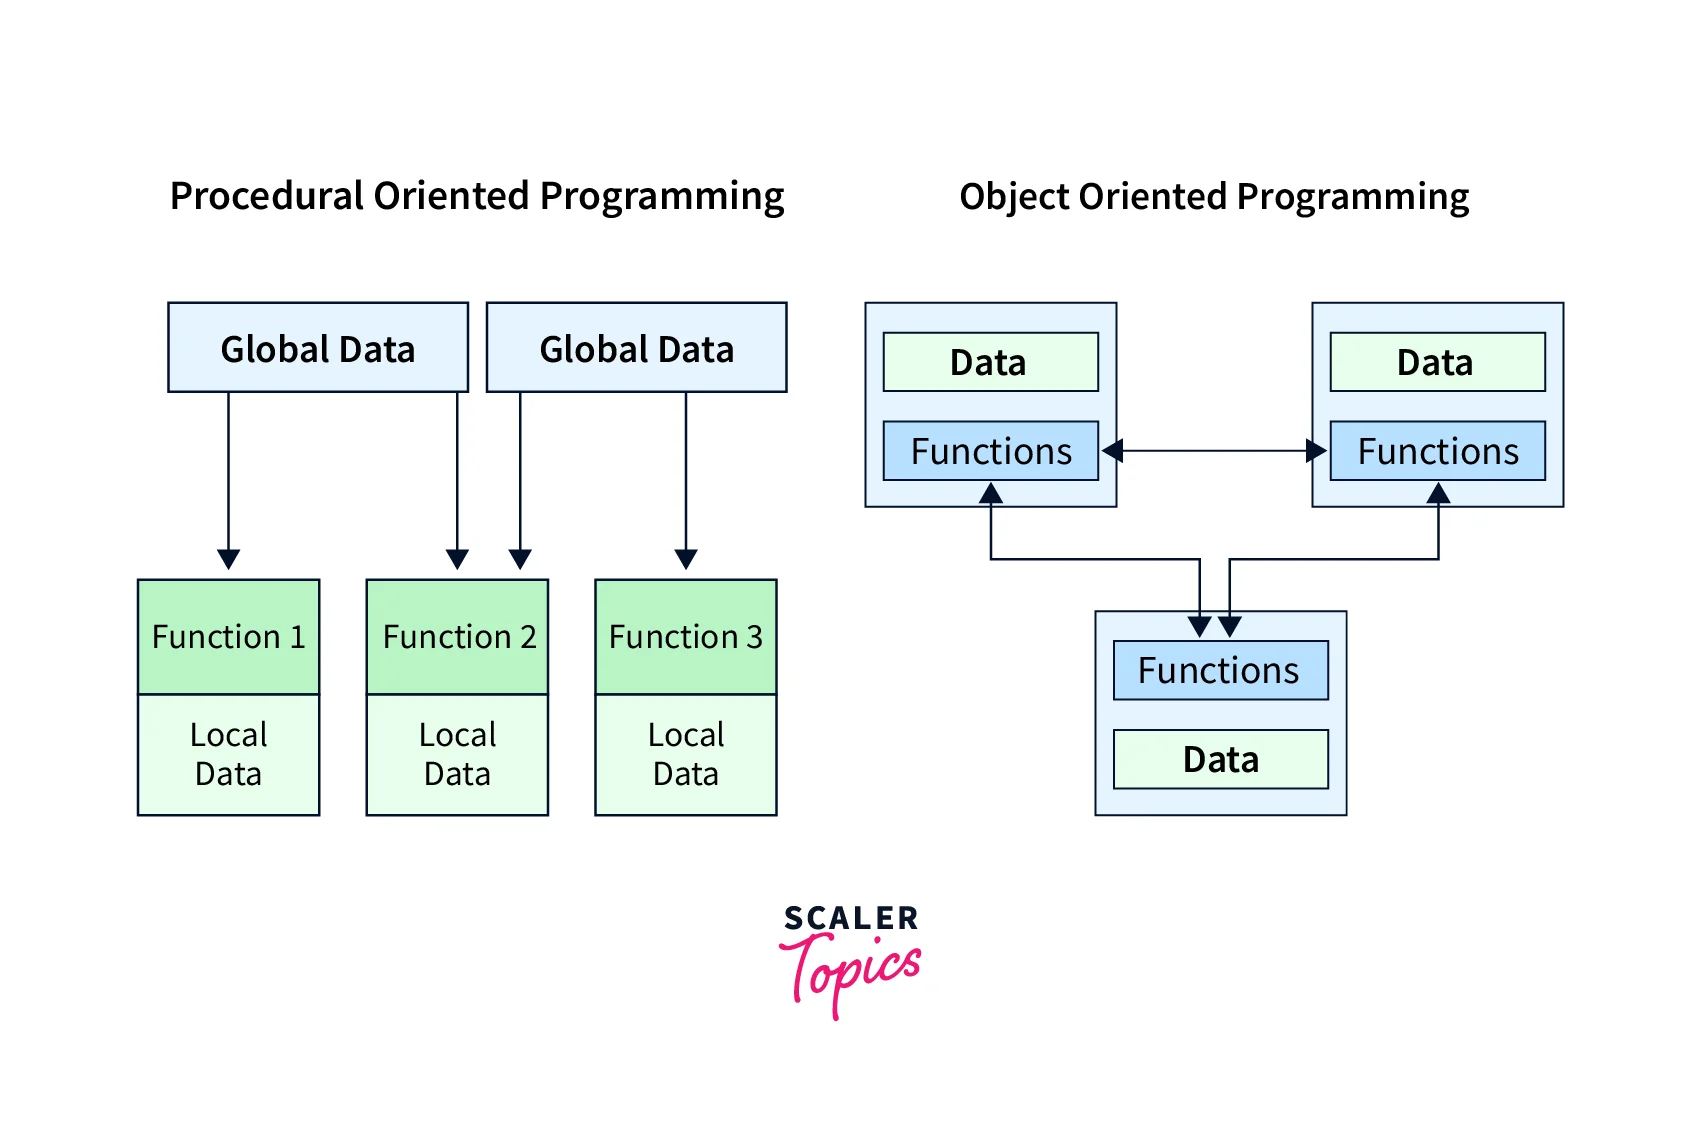 Procedural Oriented Programming
Object Oriented Programming
Global Data
Global Data
Function 1
Function 2
Function 3
Local
Data
Local
Data
Local
Data
Data
Functions
Data
Functions
Functions
Data
SCALER
Topics